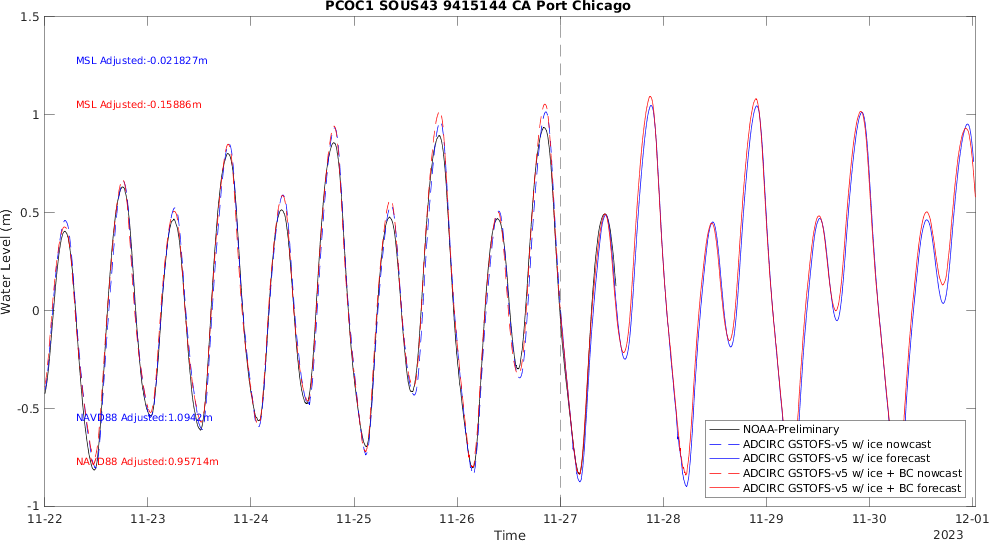 PCOC1 SOUS43 9415144 CA Port Chicago
1.5
1
0.5
0
-0.5
-1
Water Level (m)
MSL Adjusted:-0.021827m
MSL Adjusted:-0.15886m
NAVD88 Adjusted:1.0942m
NAVD88 Adjusted:0.95714m
NOAA-Preliminary
ADCIRC GSTOFS-v5 w/ ice nowcast
ADCIRC GSTOFS-v5 w/ ice forecast
ADCIRC GSTOFS-v5 w/ ice + BC nowcast
ADCIRC GSTOFS-v5 w/ ice + BC forecast
11-22 11-23 11-24 11-25 11-26 11-27 11-28 11-29 11-30 12-01
Time
2023